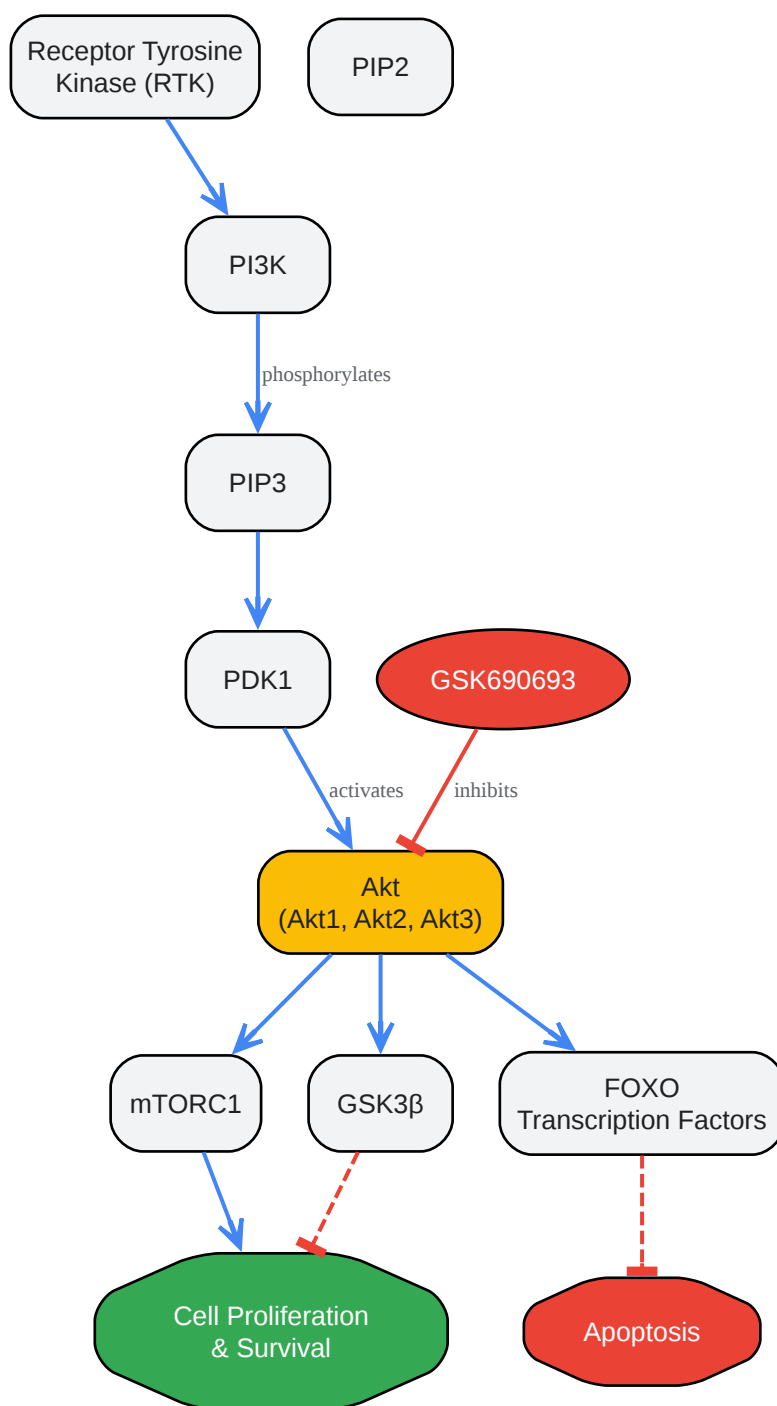 Receptor Tyrosine
Kinase (RTK)
PIP2
PI3K
phosphorylates
PIP3
PDK1
GSK690693
activates
inhibits
Akt
(Akt1, Akt2, Akt3)
mTORC1
GSK3β
FOXO
Transcription Factors
Cell Proliferation
& Survival
Apoptosis